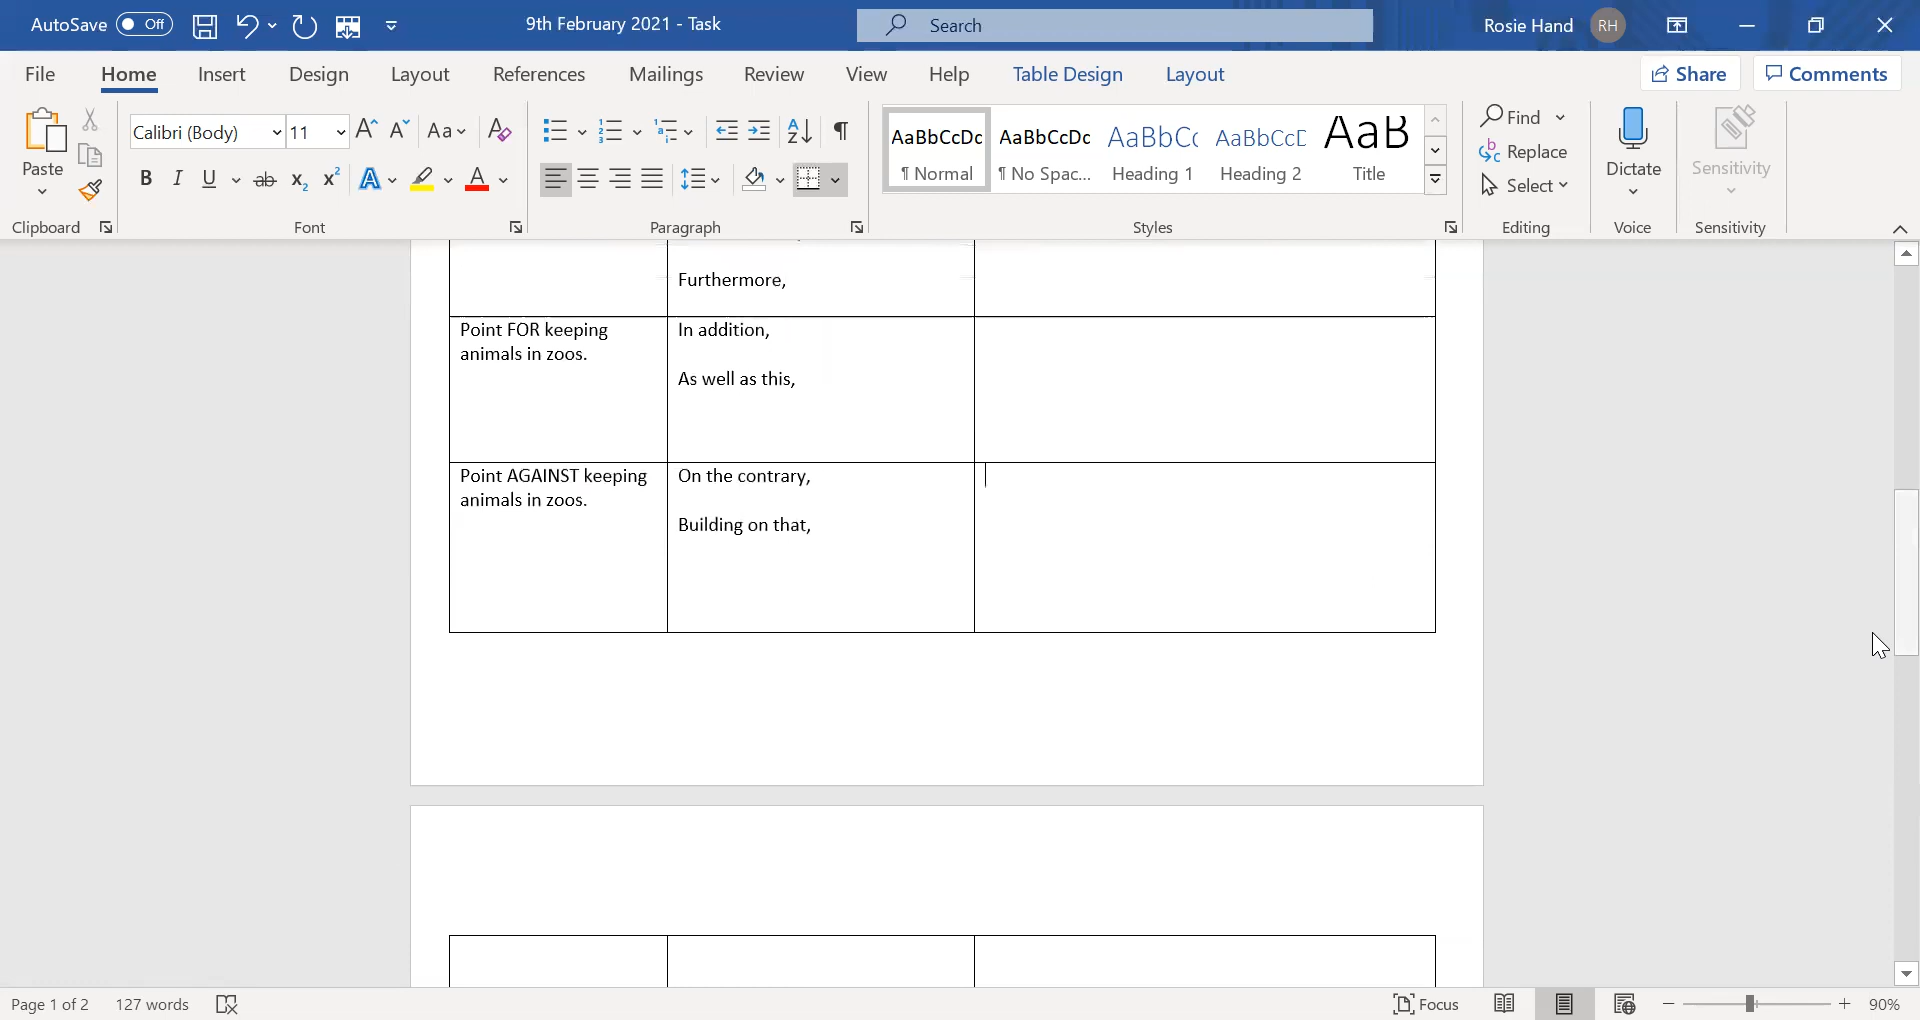 AutoSave Off 9th February 2021 - Task Search Rosie Hand RH
File Home Insert Design Layout References Mailings Review View Help Table Design Layout Share Comments
Paste Calibri (Body) 11 Aa AaBbCcDc AaBbCcDc AaBbCc AaBbCcD AaB Find Replace Select Dictate Sensitivity
¶ Normal ¶ No Spac... Heading 1 Heading 2 Title
Clipboard Font Paragraph Styles Editing Voice Sensitivity
Furthermore,
Point FOR keeping
animals in zoos.
In addition,
As well as this,
Point AGAINST keeping
animals in zoos.
On the contrary,
Building on that,
Page 1 of 2 127 words Focus 90%